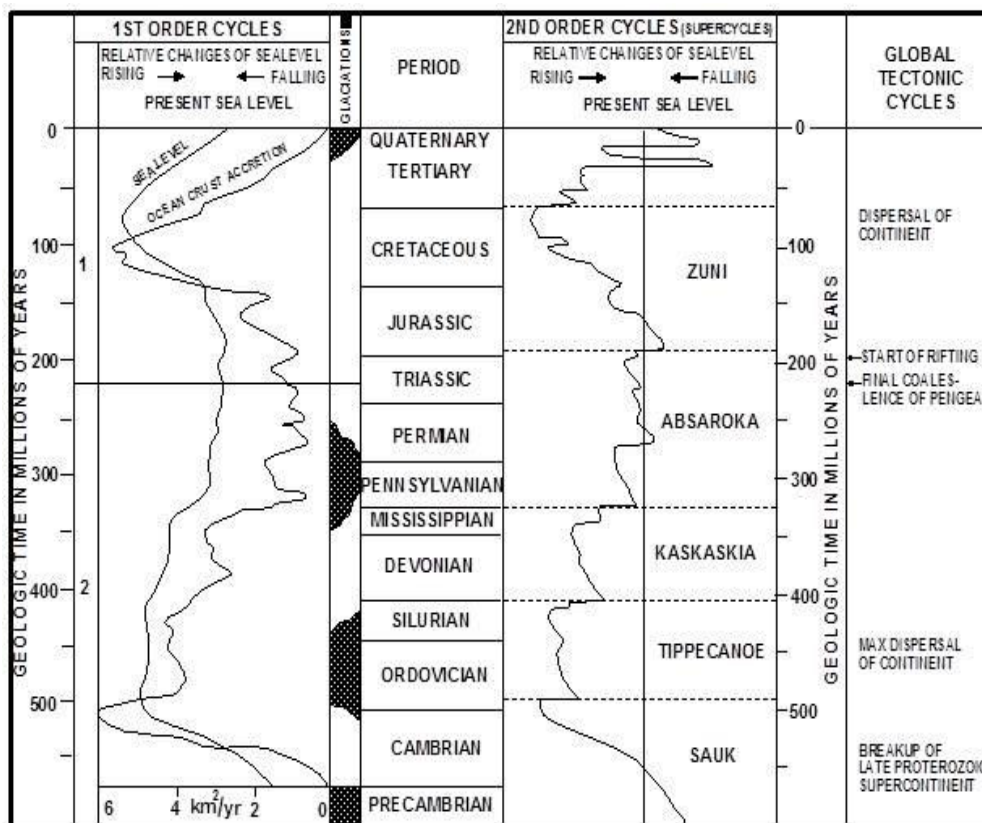 1ST ORDER CYCLES
RELATIVE CHANGES OF SEALEVEL
RISING
FALLING
PRESENT SEA LEVEL
GLACIATIONS
PERIOD
2ND ORDER CYCLES (SUPERCYCLES)
RELATIVE CHANGES OF SEALEVEL
RISING
FALLING
PRESENT SEA LEVEL
GLOBAL
TECTONIC
CYCLES
GEOLOGIC TIME IN MILLIONS OF YEARS
0
100
200
300
400
500
1
2
SEALEVEL
OCEAN CRUST ACCRETION
6
4
km²/yr
2
0
QUATERNARY
TERTIARY
CRETACEOUS
JURASSIC
TRIASSIC
PERMIAN
PENNSYLVANIAN
MISSISSIPPIAN
DEVONIAN
SILURIAN
ORDOVICIAN
CAMBRIAN
PRECAMBRIAN
ZUNI
ABSAROKA
KASKASKIA
TIPPECANOE
SAUK
0
100
200
300
400
500
GEOLOGIC TIME IN MILLIONS OF YEARS
DISPERSAL OF
CONTINENT
START OF RIFTING
FINAL COALES-
LENCE OF PENGEA
MAX DISPERSAL
OF CONTINENT
BREAKUP OF
LATE PROTEROZOIC
SUPERCONTINENT